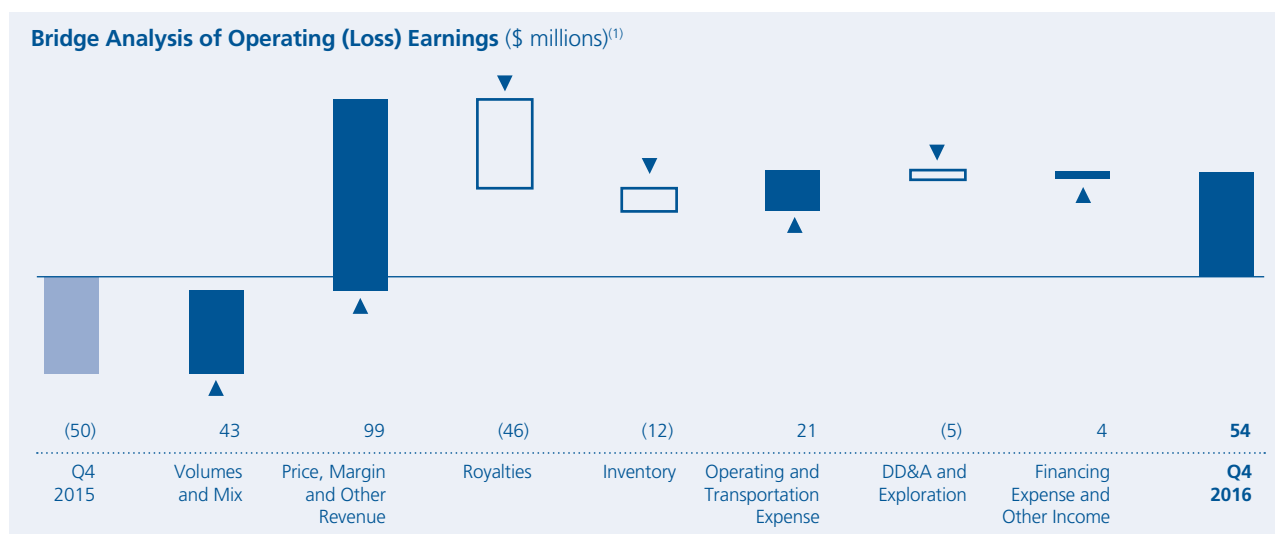 Bridge Analysis of Operating (Loss) Earnings ($ millions)(1)
(50) 43 99 (46) (12) 21 (5) 4 54
Q4
2015
Volumes
and Mix
Price, Margin
and Other
Revenue
Royalties
Inventory
Operating and
Transportation
Expense
DD&A and
Exploration
Financing
Expense and
Other Income
Q4
2016